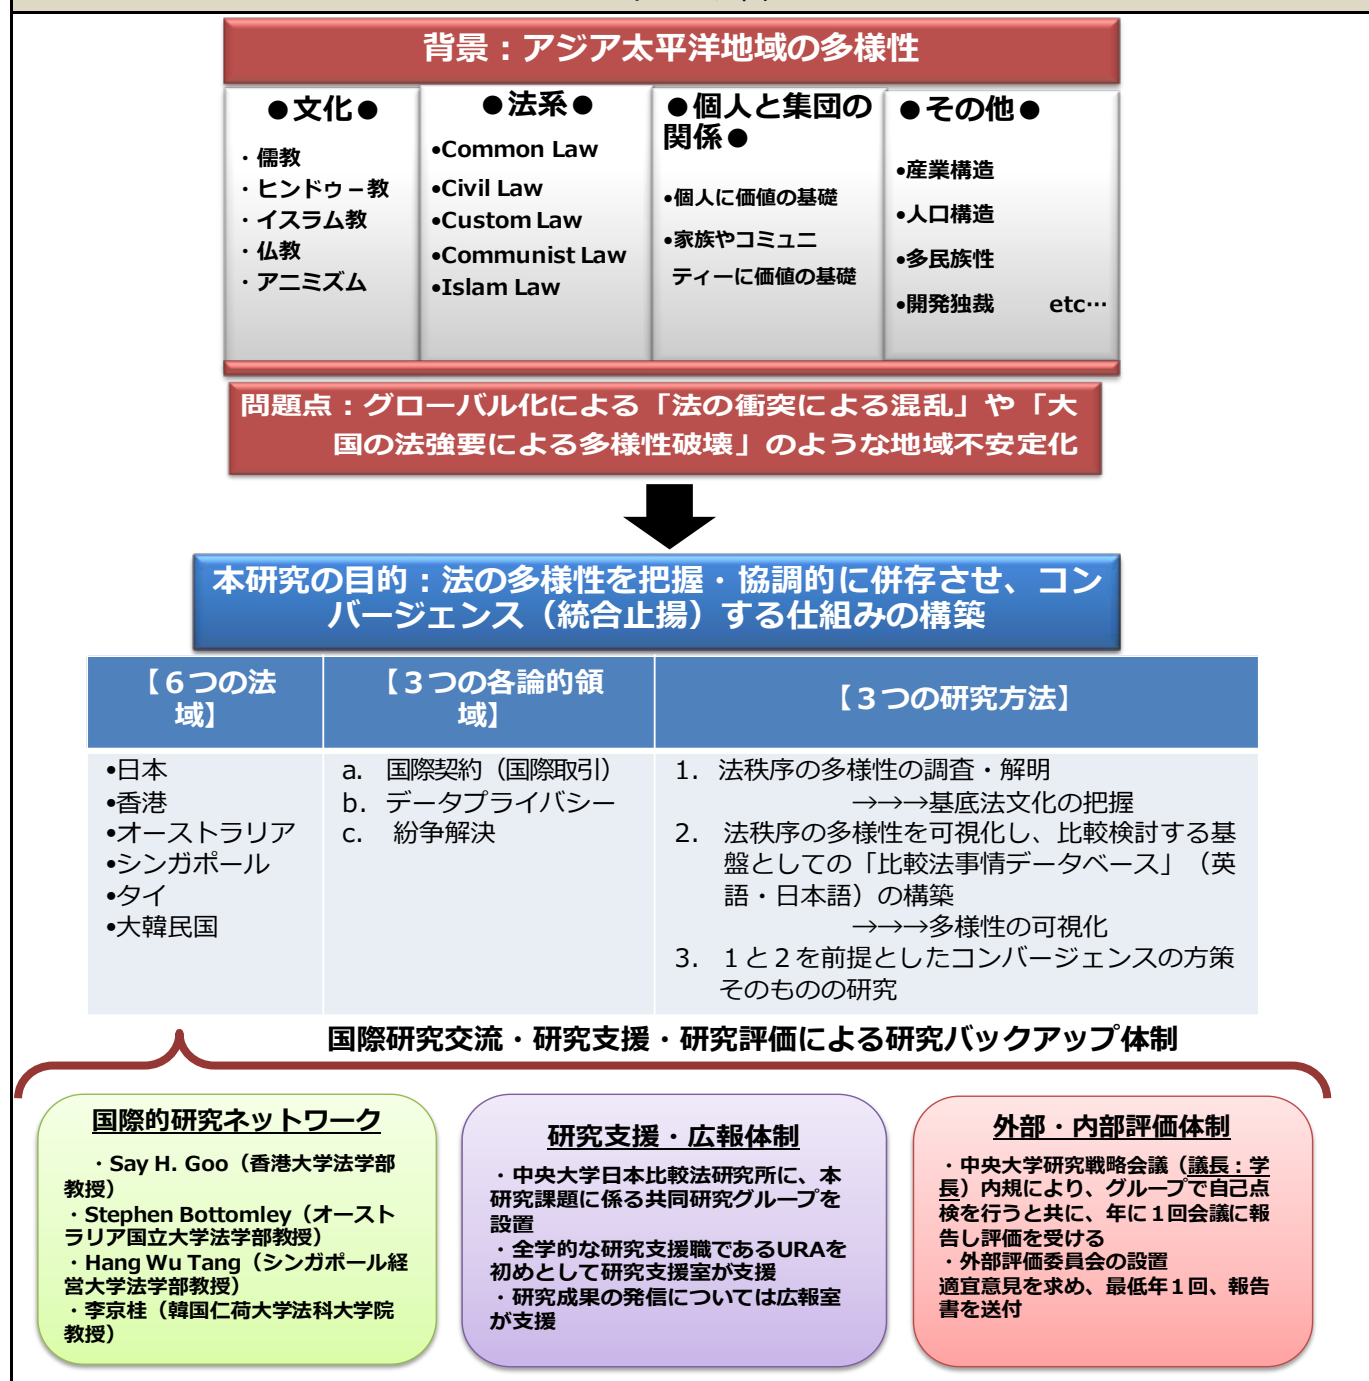 背景：アジア太平洋地域の多様性
●文化●
・儒教
・ヒンドゥー教
・イスラム教
・仏教
・アニミズム
●法系●
•Common Law
•Civil Law
•Custom Law
•Communist Law
•Islam Law
●個人と集団の
関係●
•個人に価値の基礎
•家族やコミュニ
ティーに価値の基礎
●その他●
•産業構造
•人口構造
•多民族性
•開発独裁 etc…
問題点：グローバル化による「法の衝突による混乱」や「大
国の法強要による多様性破壊」のような地域不安定化
本研究の目的：法の多様性を把握・協調的に併存させ、コン
バージェンス（統合止揚）する仕組みの構築
【６つの法
域】
•日本
•香港
•オーストラリア
•シンガポール
•タイ
•大韓民国
【３つの各論的領
域】
a. 国際契約（国際取引）
b. データプライバシー
c. 紛争解決
【３つの研究方法】
1. 法秩序の多様性の調査・解明
→→→基底法文化の把握
2. 法秩序の多様性を可視化し、比較検討する基
盤としての「比較法事情データベース」（英
語・日本語）の構築
→→→多様性の可視化
3. １と２を前提としたコンバージェンスの方策
そのものの研究
国際研究交流・研究支援・研究評価による研究バックアップ体制
国際的研究ネットワーク
・Say H. Goo（香港大学法学部
教授）
・Stephen Bottomley（オースト
ラリア国立大学法学部教授）
・Hang Wu Tang（シンガポール経
営大学法学部教授）
・李京桂（韓国仁荷大学法科大学院
教授）
研究支援・広報体制
・中央大学日本比較法研究所に、本
研究課題に係る共同研究グループを
設置
・全学的な研究支援職であるURAを
初めとして研究支援室が支援
・研究成果の発信については広報室
が支援
外部・内部評価体制
・中央大学研究戦略会議（議長：学
長）内規により、グループで自己点
検を行うと共に、年に１回会議に報
告し評価を受ける
・外部評価委員会の設置
適宜意見を求め、最低年１回、報告
書を送付